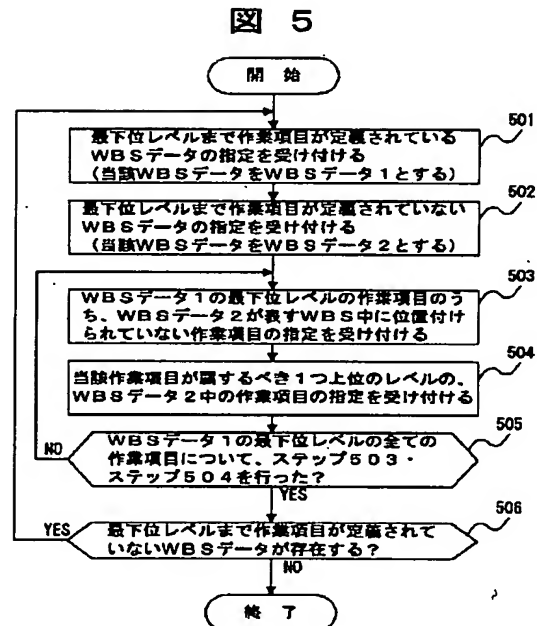 図 5
開 始
501
最下位レベルまで作業項目が定義されている
WBSデータの指定を受け付ける
(当該WBSデータをWBSデータ1とする)
502
最下位レベルまで作業項目が定義されていない
WBSデータの指定を受け付ける
(当該WBSデータをWBSデータ2とする)
503
WBSデータ1の最下位レベルの作業項目のう
ち、WBSデータ2が表すWBS中に位置付け
られていない作業項目の指定を受け付ける
504
当該作業項目が属するべき1つ上位のレベルの、
WBSデータ2中の作業項目の指定を受け付ける
505
NO
WBSデータ1の最下位レベルの全ての
作業項目について、ステップ503・
ステップ504を行った?
YES
506
YES
最下位レベルまで作業項目が定義されて
いないWBSデータが存在する?
NO
終 了